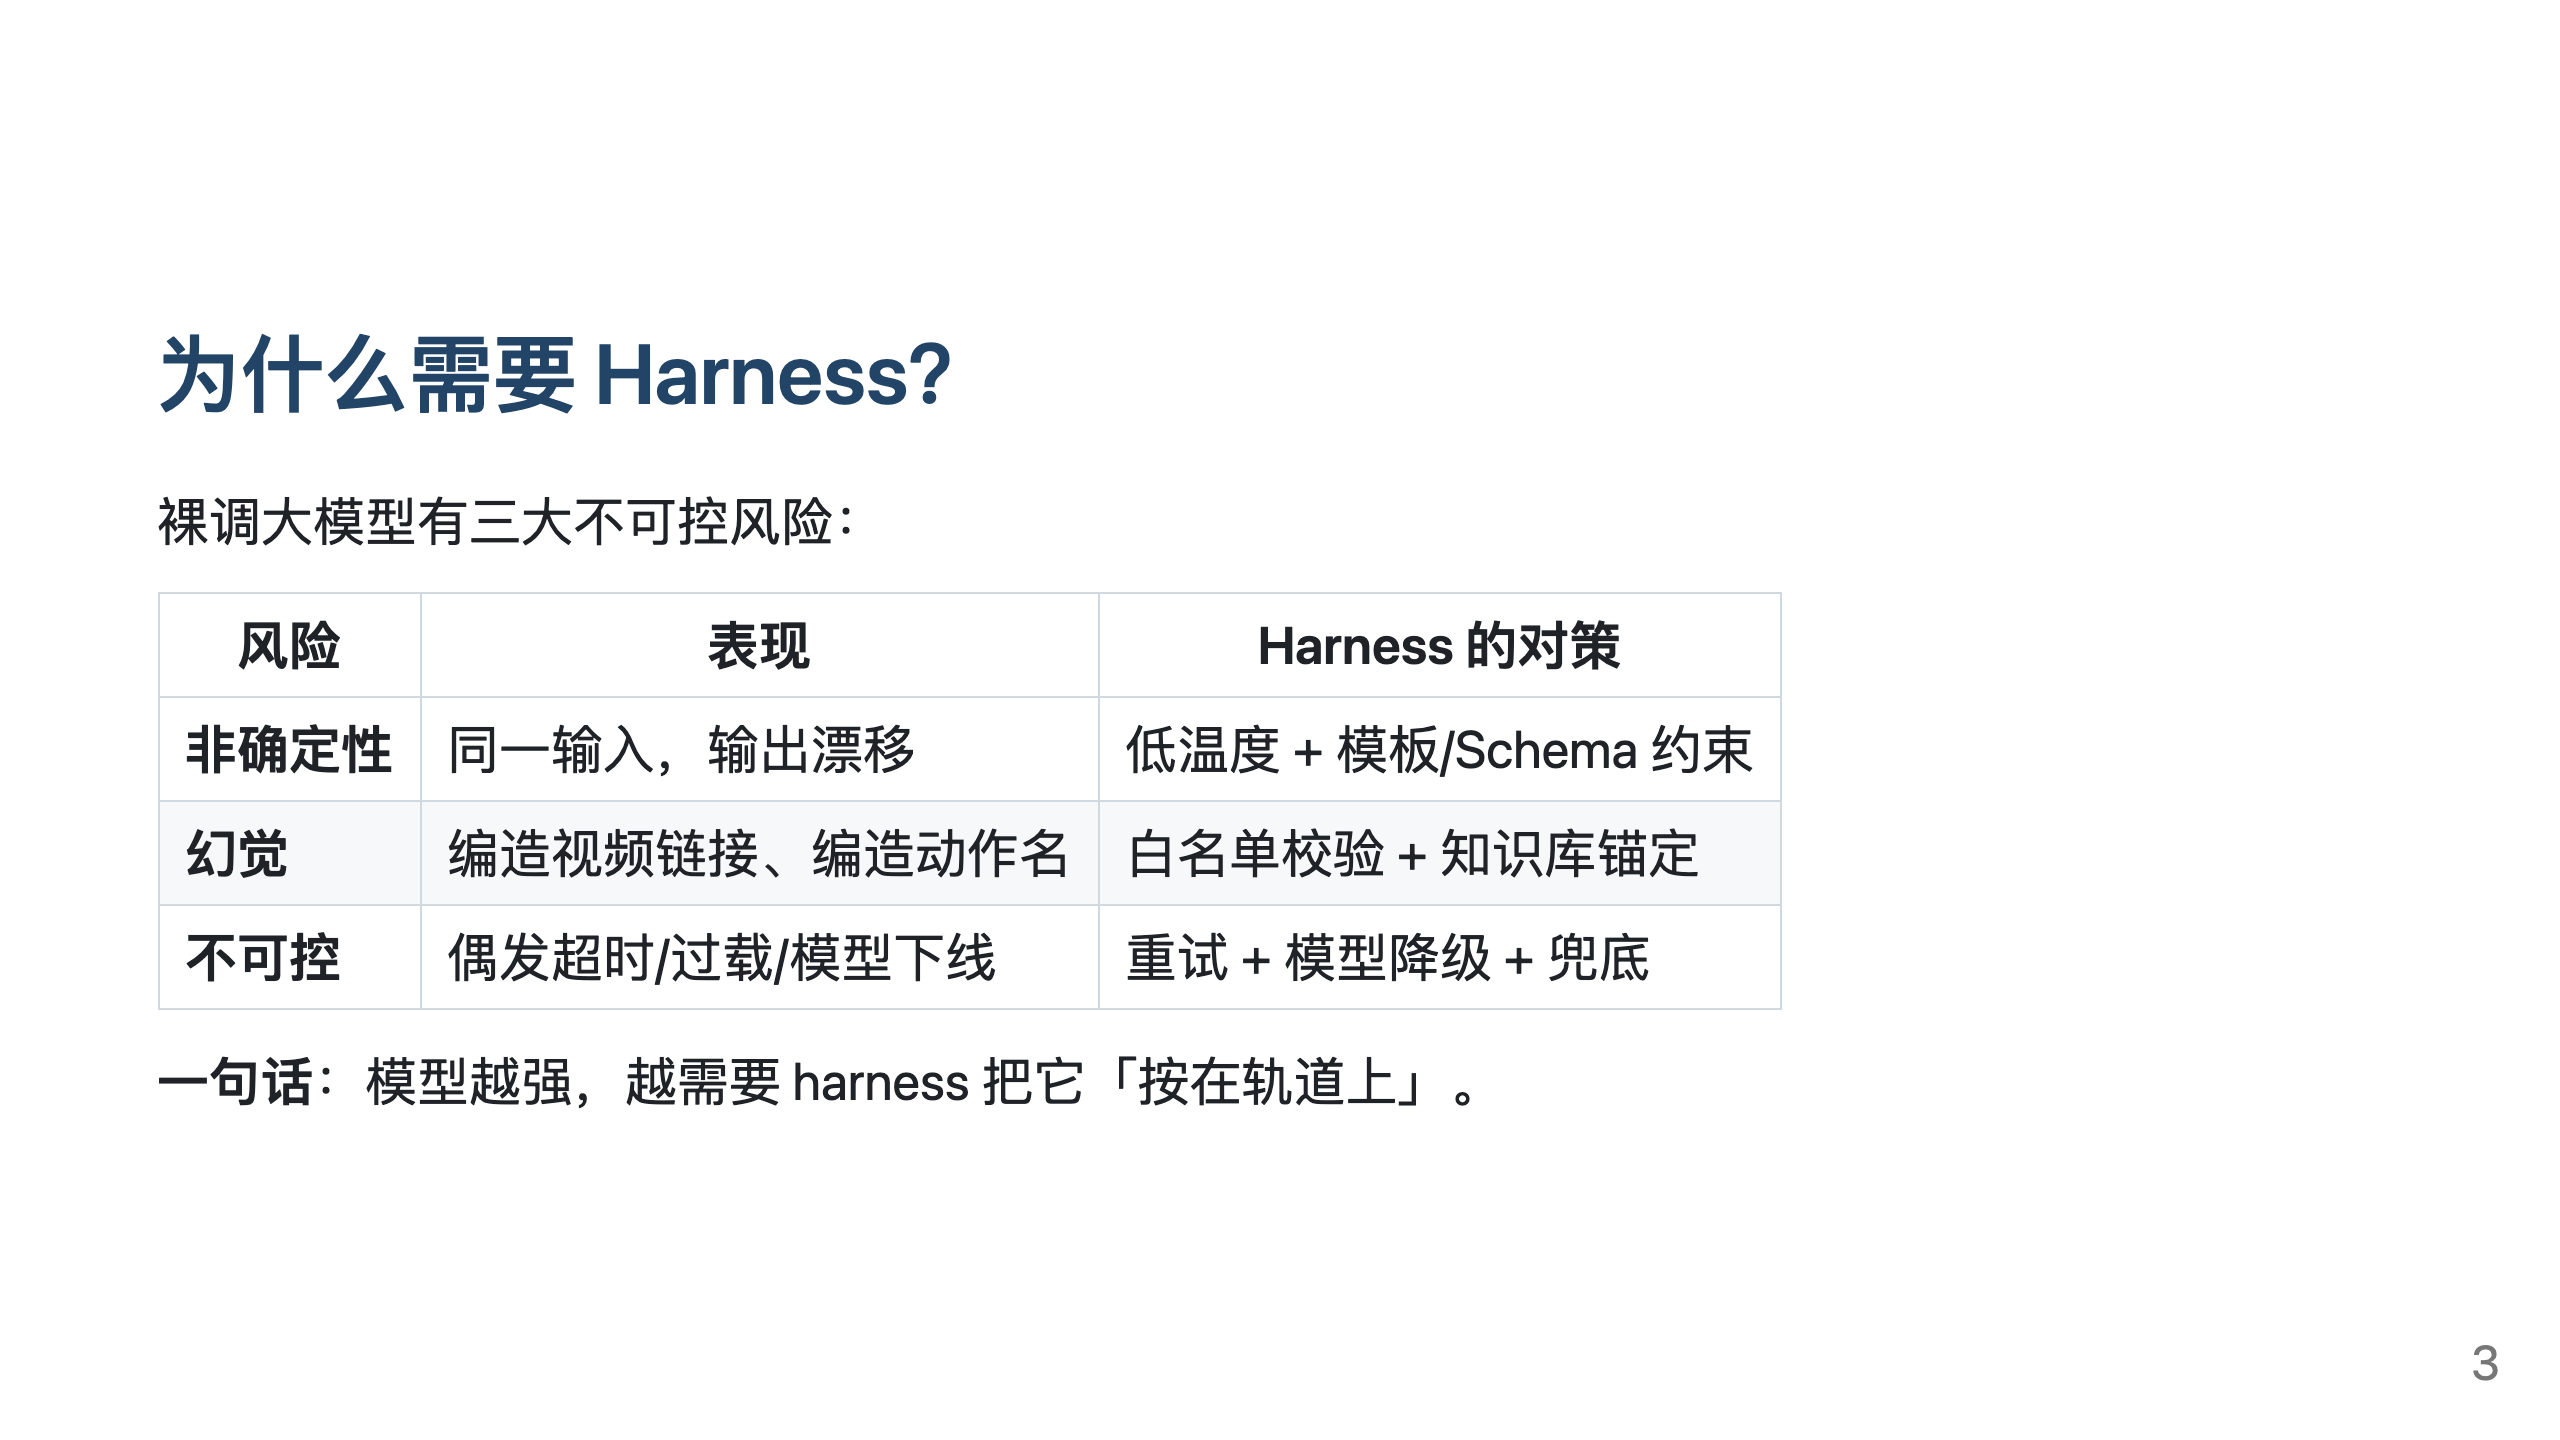 为什么需要 Harness?
裸调大模型有三大不可控风险：
风险 表现 Harness 的对策
非确定性 同一输入，输出漂移 低温度 + 模板/Schema 约束
幻觉 编造视频链接、编造动作名 白名单校验 + 知识库锚定
不可控 偶发超时/过载/模型下线 重试 + 模型降级 + 兜底
一句话：模型越强，越需要 harness 把它「按在轨道上」。
3